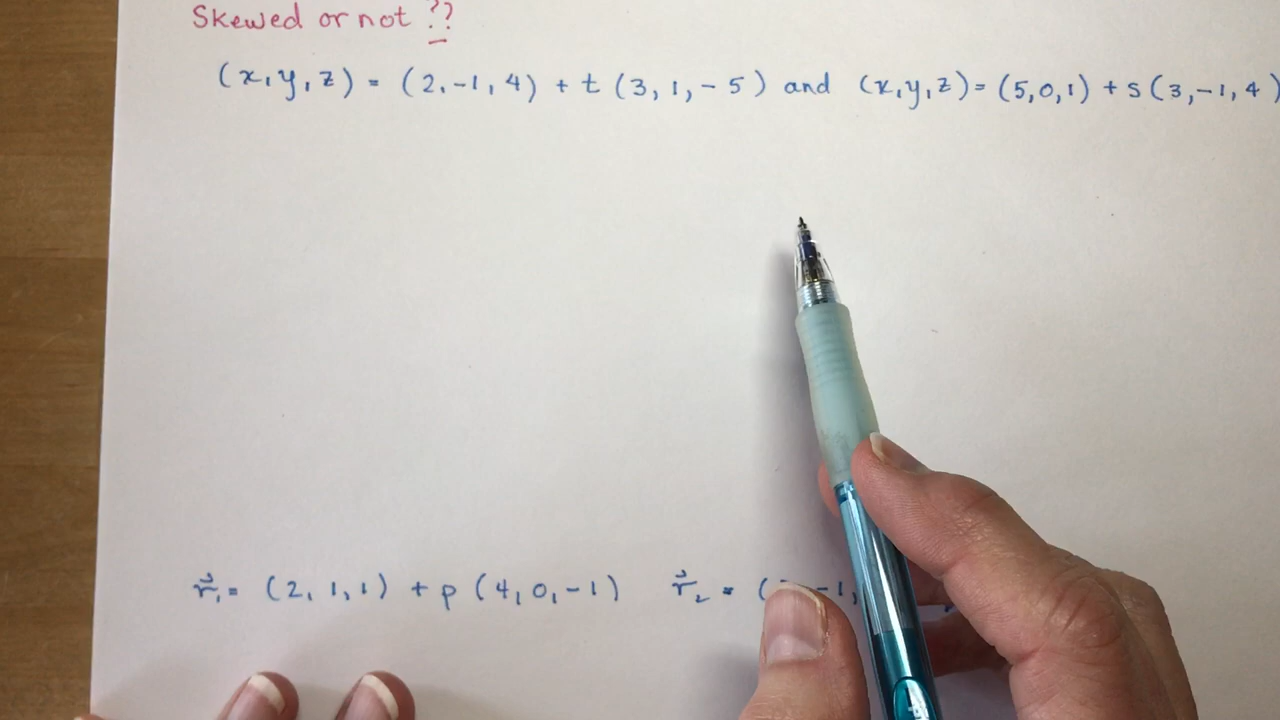 Skewed or not ??
(x,y,z) = (2,-1,4) + t (3,1,-5) and (x,y,z) = (5,0,1) + s(3,-1,4)
r⃗₁ = (2,1,1) + p (4,0,-1) r⃗₂ = ( -1,